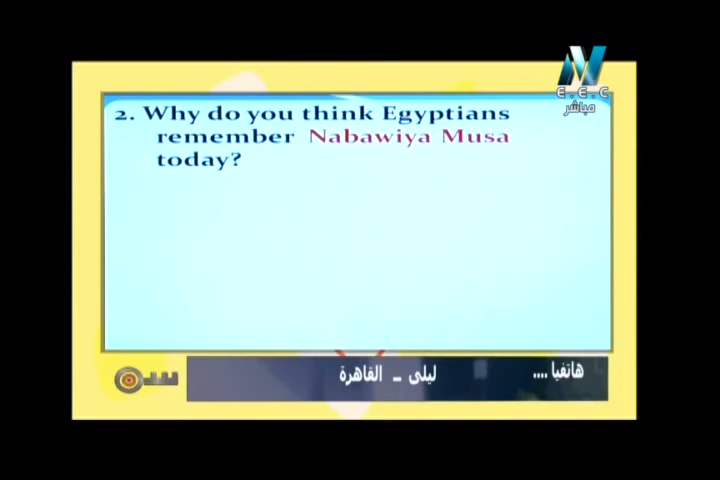 E.E.C
مباشر
2. Why do you think Egyptians
remember Nabawiya Musa
today?
هاتفيا ....
ليلى - القاهرة